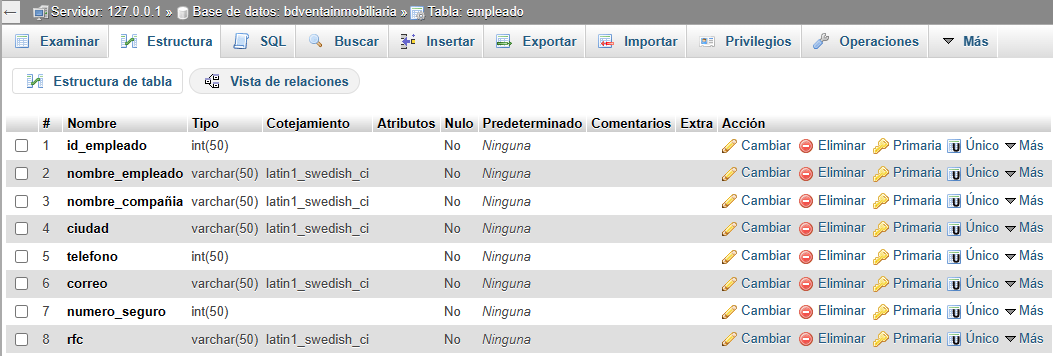 Servidor: 127.0.0.1 » Base de datos: bdventainmobiliaria » Tabla: empleado
Examinar Estructura SQL Buscar Insertar Exportar Importar Privilegios Operaciones Más
Estructura de tabla Vista de relaciones
# Nombre Tipo Cotejamiento Atributos Nulo Predeterminado Comentarios Extra Acción
1 id_empleado int(50) No Ninguna Cambiar Eliminar Primaria Único Más
2 nombre_empleado varchar(50) latin1_swedish_ci No Ninguna Cambiar Eliminar Primaria Único Más
3 nombre_compañia varchar(50) latin1_swedish_ci No Ninguna Cambiar Eliminar Primaria Único Más
4 ciudad varchar(50) latin1_swedish_ci No Ninguna Cambiar Eliminar Primaria Único Más
5 telefono int(50) No Ninguna Cambiar Eliminar Primaria Único Más
6 correo varchar(50) latin1_swedish_ci No Ninguna Cambiar Eliminar Primaria Único Más
7 numero_seguro int(50) No Ninguna Cambiar Eliminar Primaria Único Más
8 rfc varchar(50) latin1_swedish_ci No Ninguna Cambiar Eliminar Primaria Único Más